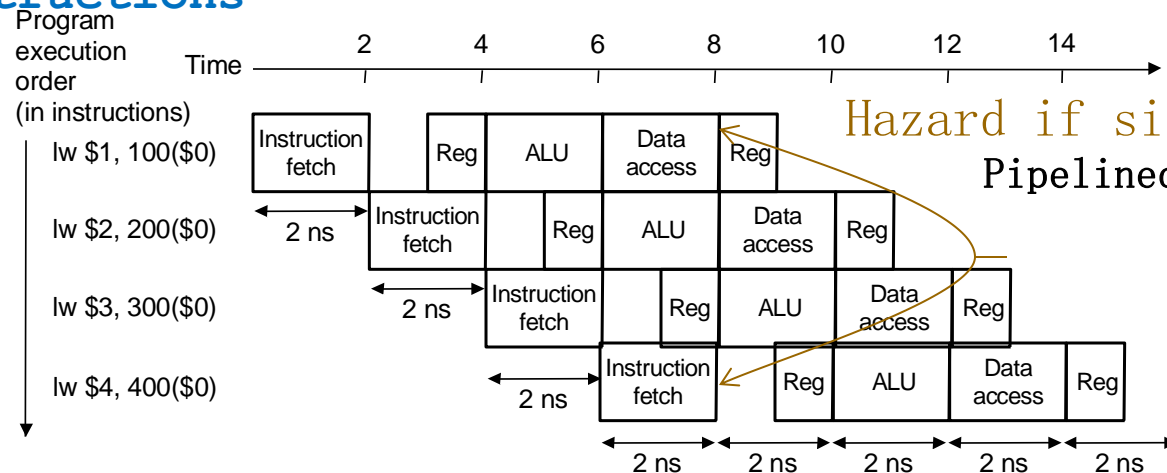 Program
execution
order
(in instructions)
Time
2 4 6 8 10 12 14
Hazard if si
Pipelined
lw $1, 100($0)
Instruction
fetch
Reg
ALU
Data
access
Reg
2 ns
lw $2, 200($0)
Instruction
fetch
Reg
ALU
Data
access
Reg
2 ns
lw $3, 300($0)
Instruction
fetch
Reg
ALU
Data
access
Reg
2 ns
lw $4, 400($0)
Instruction
fetch
Reg
ALU
Data
access
Reg
2 ns 2 ns 2 ns 2 ns 2 ns